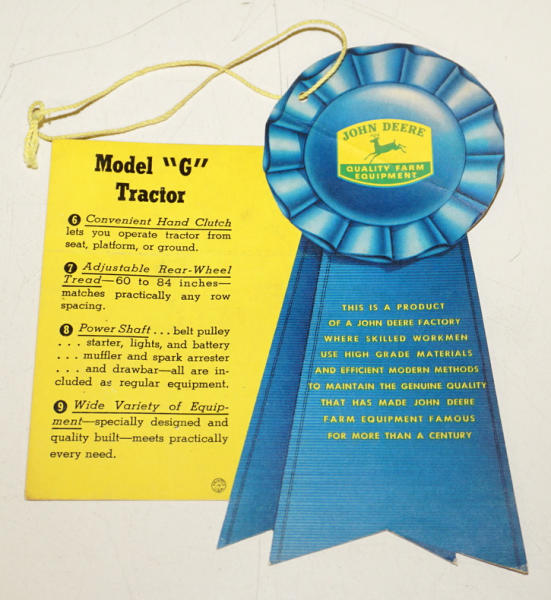 Model "G"
Tractor
6 Convenient Hand Clutch
lets you operate tractor from
seat, platform, or ground.
7 Adjustable Rear-Wheel
Tread—60 to 84 inches—
matches practically any row
spacing.
8 Power Shaft . . . belt pulley
. . . starter, lights, and battery
. . . muffler and spark arrester
. . . and drawbar—all are in-
cluded as regular equipment.
9 Wide Variety of Equip-
ment—specially designed and
quality built—meets practically
every need.
JOHN DEERE
QUALITY FARM
EQUIPMENT
THIS IS A PRODUCT
OF A JOHN DEERE FACTORY
WHERE SKILLED WORKMEN
USE HIGH GRADE MATERIALS
AND EFFICIENT MODERN METHODS
TO MAINTAIN THE GENUINE QUALITY
THAT HAS MADE JOHN DEERE
FARM EQUIPMENT FAMOUS
FOR MORE THAN A CENTURY